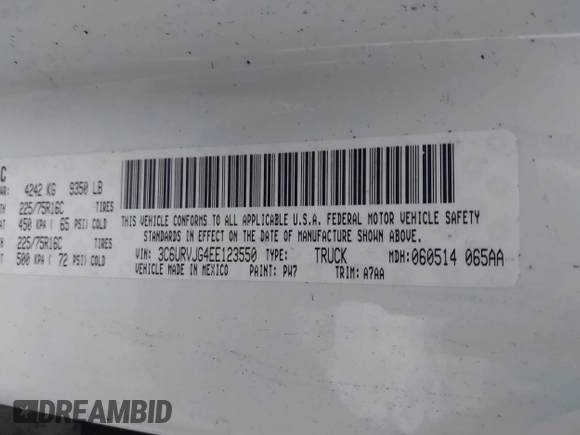 C
4242 KG 9350 LB
225/75R16C TIRES
450 KPA ( 65 PSI) COLD
225/75R16C TIRES
500 KPA ( 72 PSI) COLD
THIS VEHICLE CONFORMS TO ALL APPLICABLE U.S.A. FEDERAL MOTOR VEHICLE SAFETY
STANDARDS IN EFFECT ON THE DATE OF MANUFACTURE SHOWN ABOVE.
VIN: 3C6URVJG4EE123550 TYPE: TRUCK MDH: 060514 065AA
VEHICLE MADE IN MEXICO PAINT: PW7 TRIM: A7AA
DREAMBID